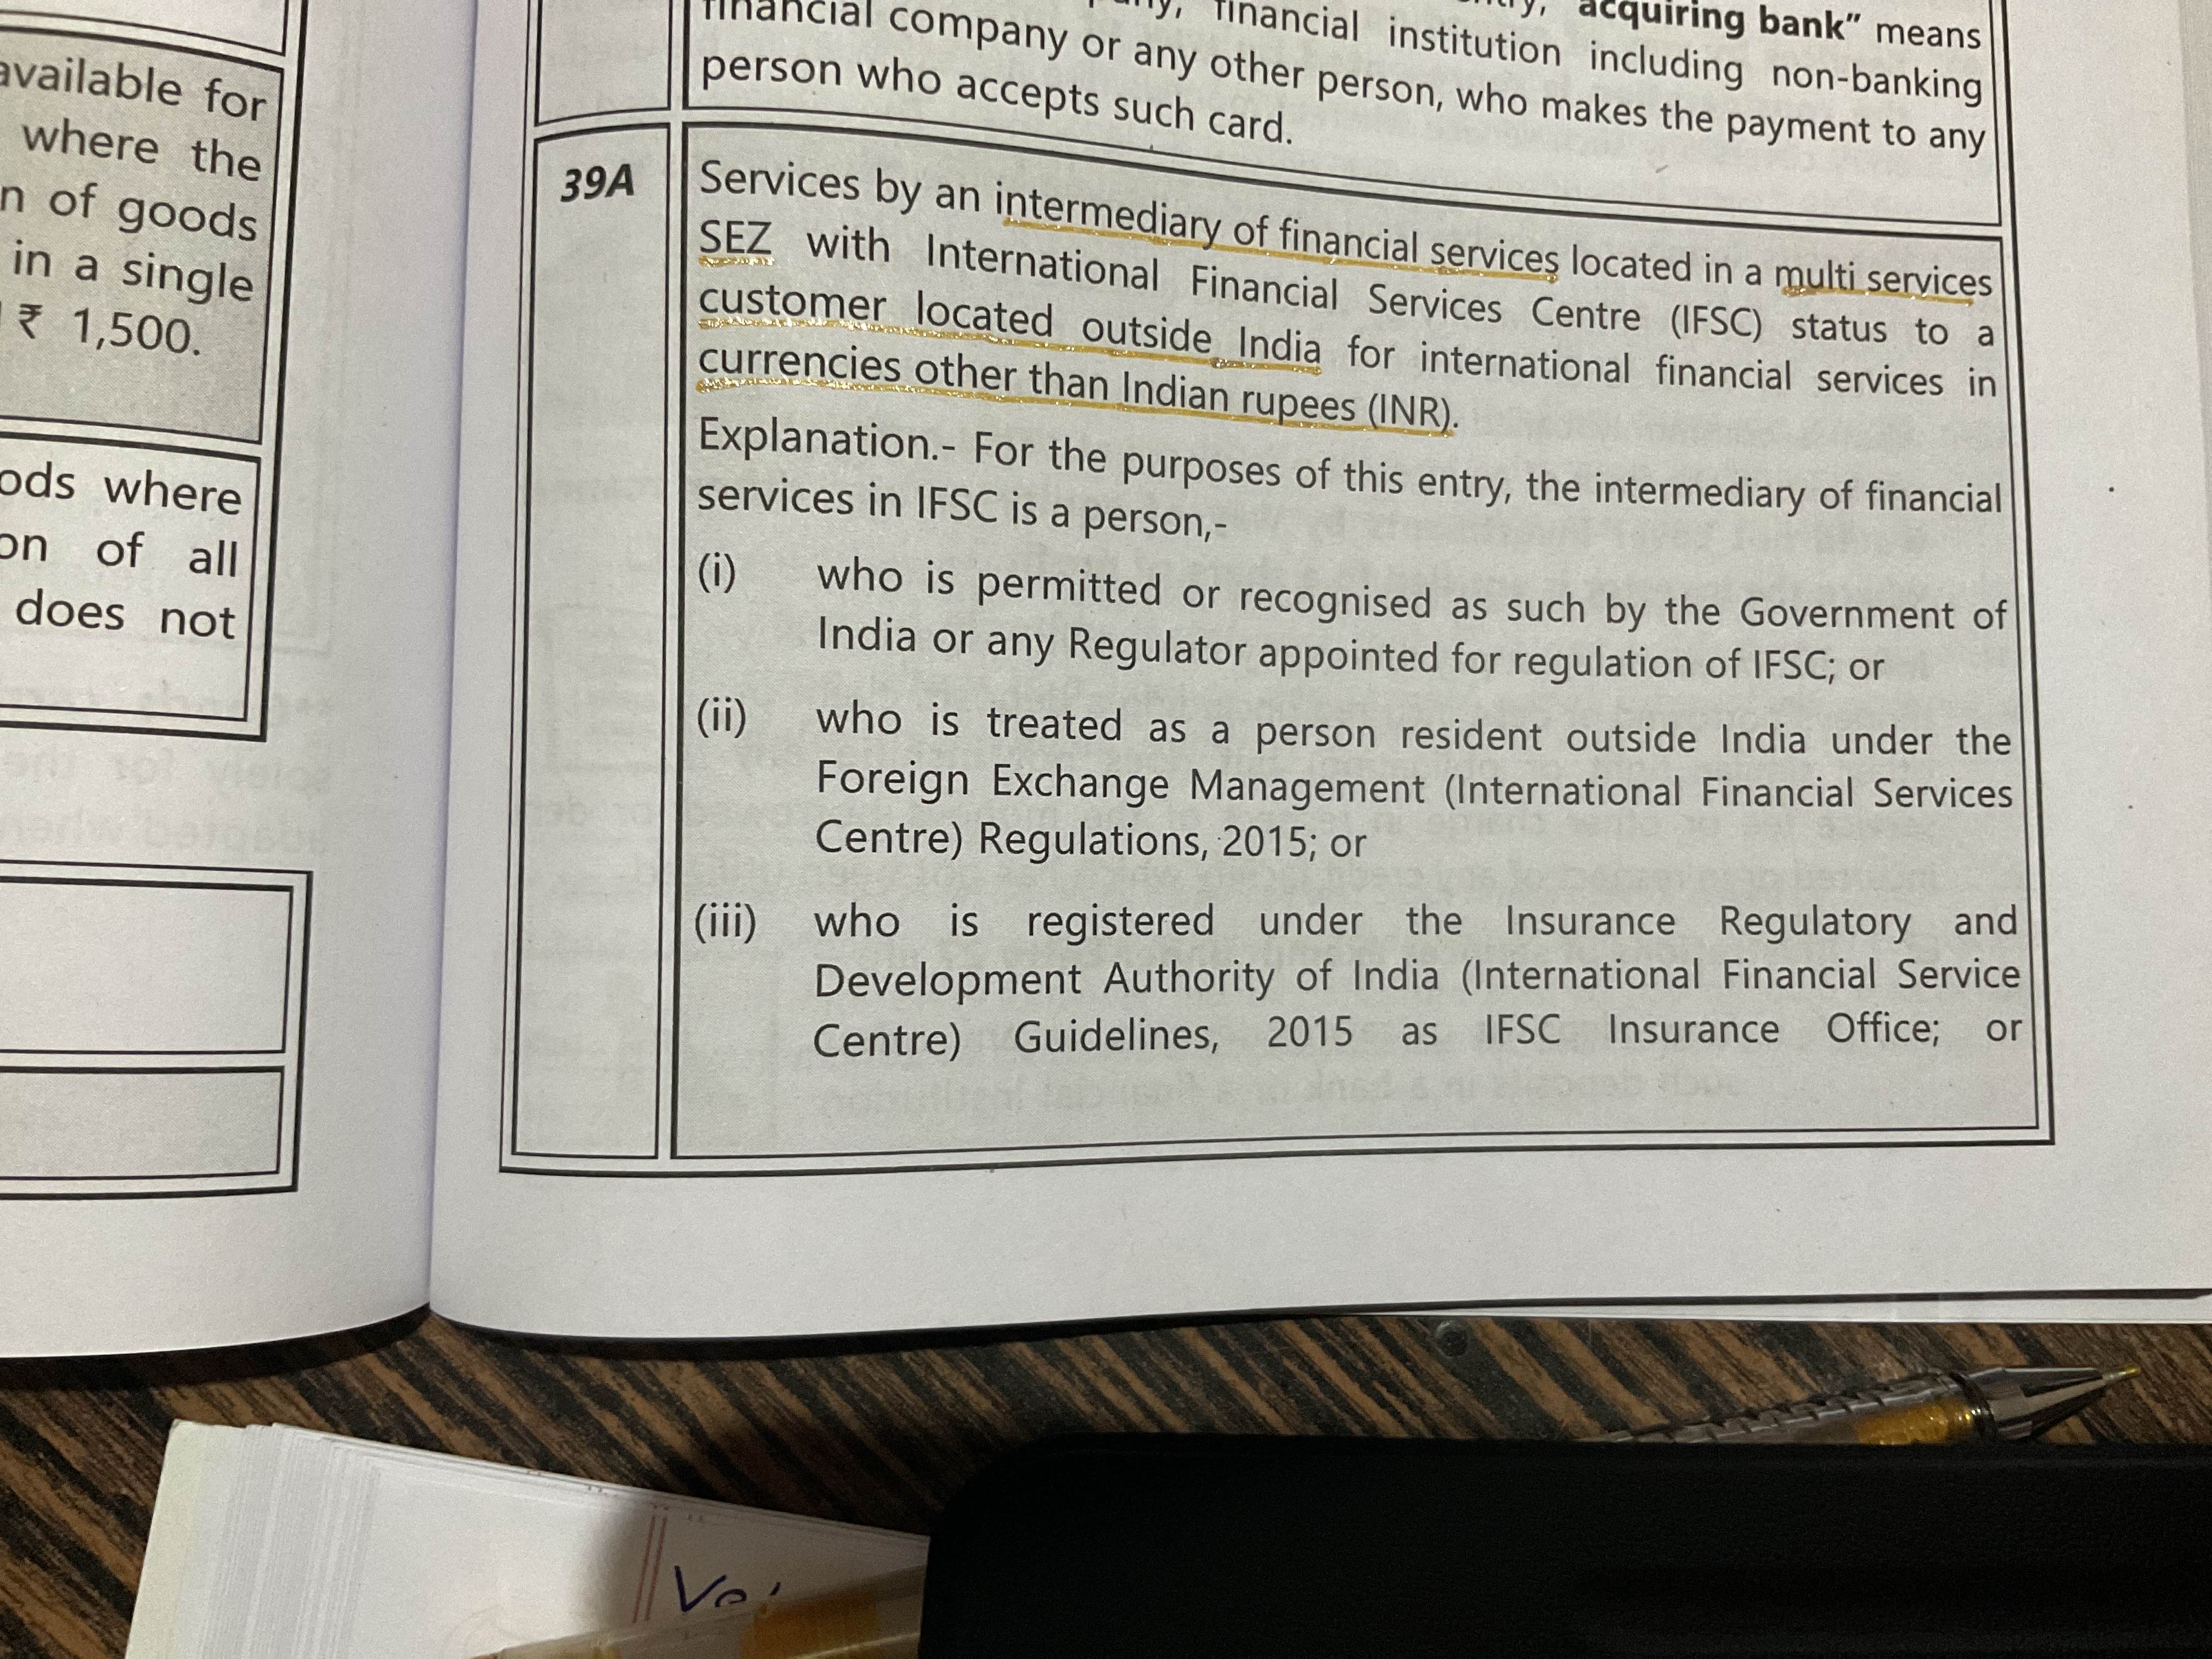 available for
where the
n of goods
in a single
₹ 1,500.
ods where
on of all
does not
acquiring bank” means
financial institution including non-banking
financial company or any other person, who makes the payment to any
person who accepts such card.
39A
Services by an intermediary of financial services located in a multi services
SEZ with International Financial Services Centre (IFSC) status to a
customer located outside India for international financial services in
currencies other than Indian rupees (INR).
Explanation.- For the purposes of this entry, the intermediary of financial
services in IFSC is a person,-
(i) who is permitted or recognised as such by the Government of
India or any Regulator appointed for regulation of IFSC; or
(ii) who is treated as a person resident outside India under the
Foreign Exchange Management (International Financial Services
Centre) Regulations, 2015; or
(iii) who is registered under the Insurance Regulatory and
Development Authority of India (International Financial Service
Centre) Guidelines, 2015 as IFSC Insurance Office; or